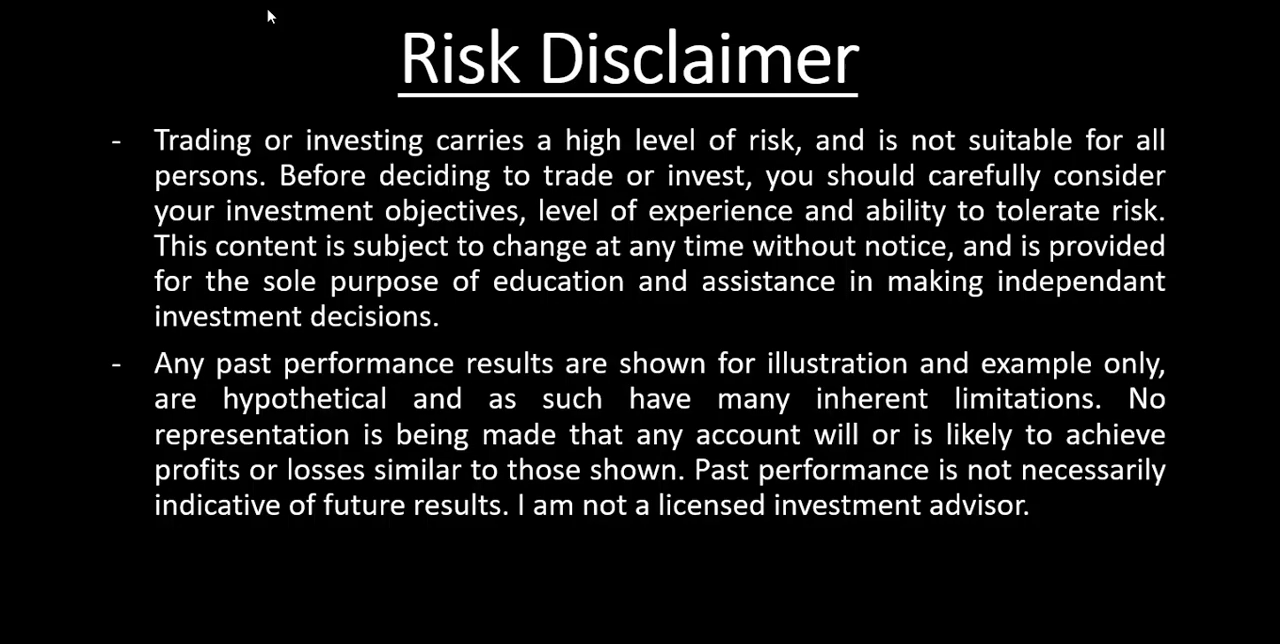 Risk Disclaimer
- Trading or investing carries a high level of risk, and is not suitable for all
persons. Before deciding to trade or invest, you should carefully consider
your investment objectives, level of experience and ability to tolerate risk.
This content is subject to change at any time without notice, and is provided
for the sole purpose of education and assistance in making independant
investment decisions.
- Any past performance results are shown for illustration and example only,
are hypothetical and as such have many inherent limitations. No
representation is being made that any account will or is likely to achieve
profits or losses similar to those shown. Past performance is not necessarily
indicative of future results. I am not a licensed investment advisor.